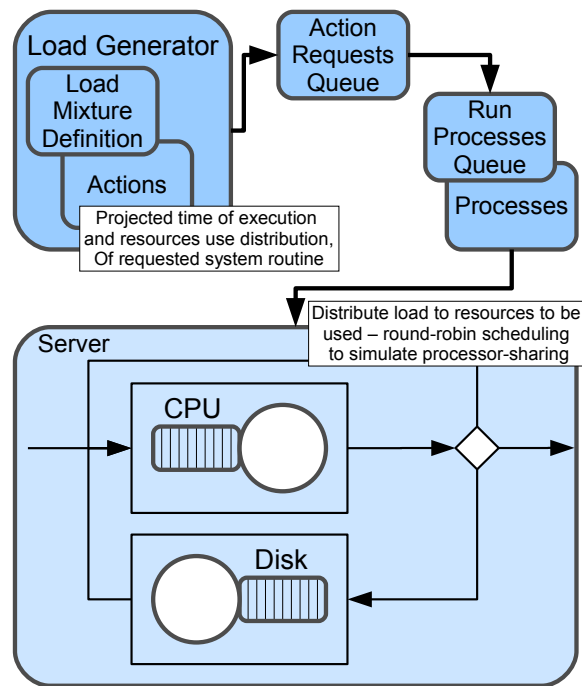 Load Generator
Load
Mixture
Definition
Actions
Projected time of execution
and resources use distribution,
Of requested system routine
Action
Requests
Queue
Run
Processes
Queue
Processes
Distribute load to resources to be
used – round-robin scheduling
to simulate processor-sharing
Server
CPU
Disk